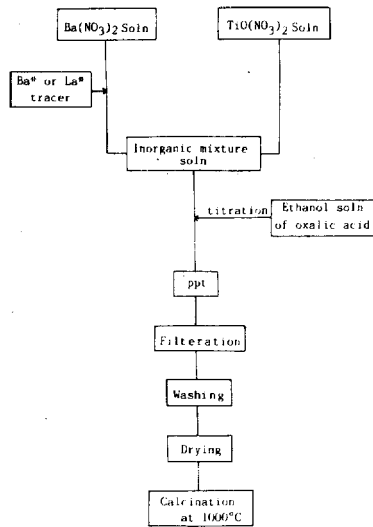 Ba(NO3)2 Soln
TiO(NO3)2 Soln
Ba* or La*
tracer
Inorganic mixture
soln
titration
Ethanol soln
of oxalic acid
ppt
Filteration
Washing
Drying
Calcination
at 1000°C